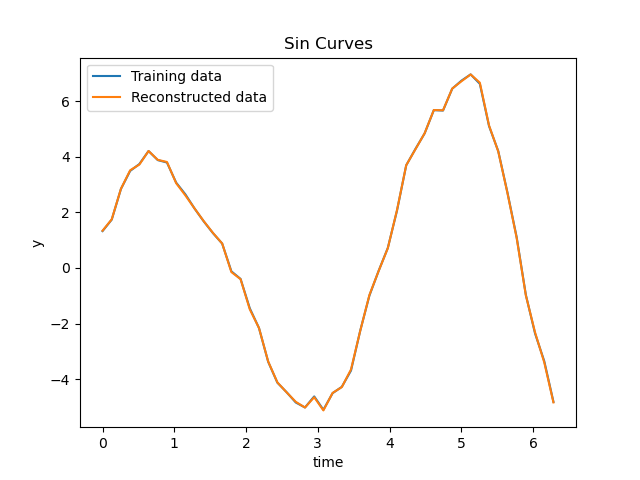 Sin Curves
Training data
Reconstructed data
y
6
4
2
0
−2
−4
0 1 2 3 4 5 6
time